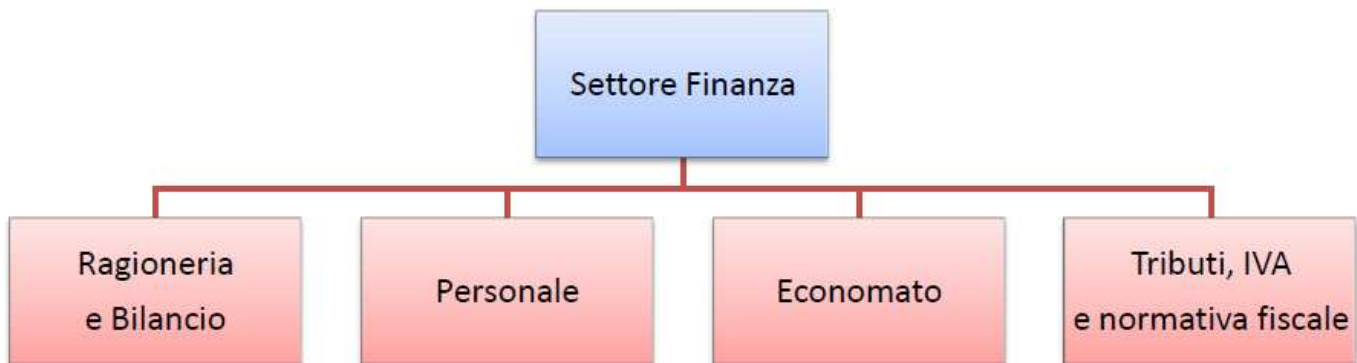 Settore Finanza
Ragioneria
e Bilancio
Personale
Economato
Tributi, IVA
e normativa fiscale